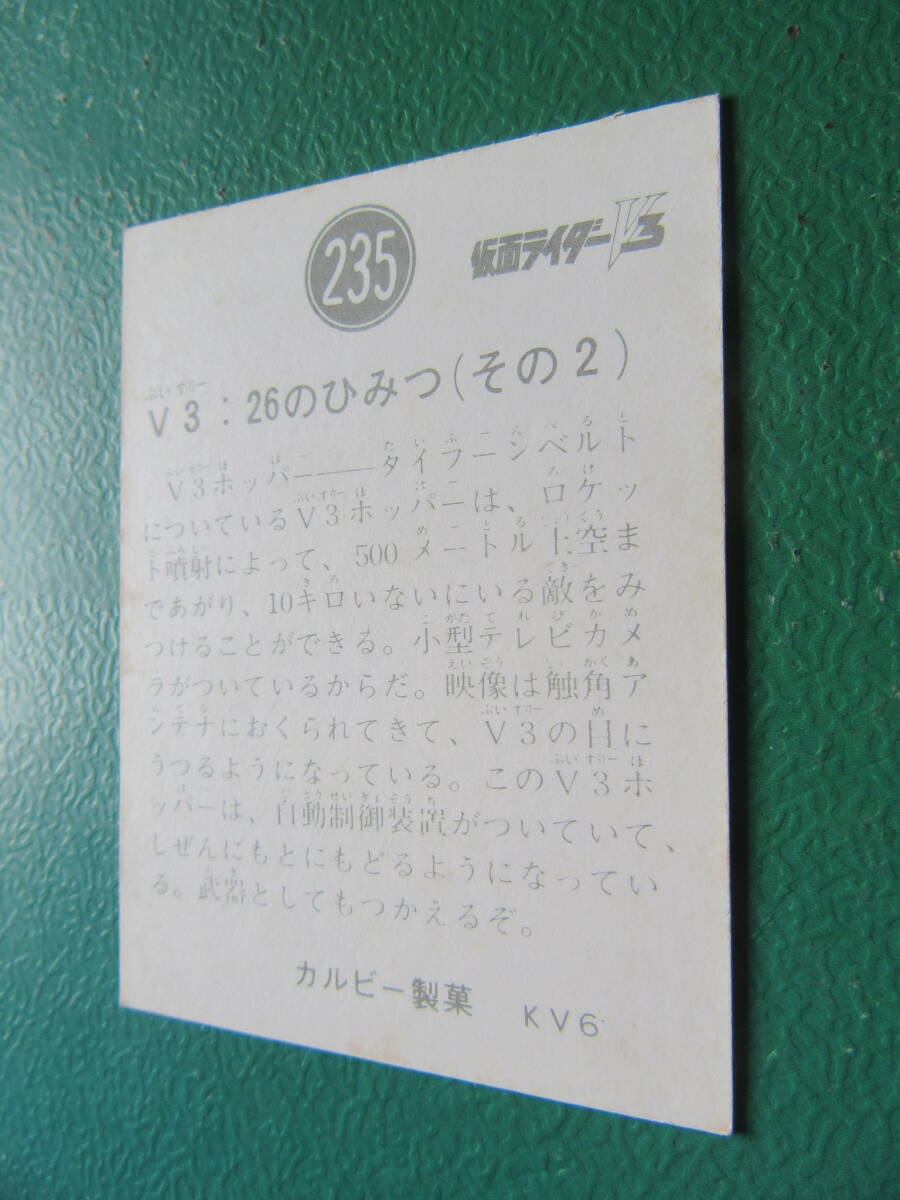 235
仮面ライダーV3
V3:26のひみつ(その2)
V3ホッパー――タイフーンベルト
についているV3ホッパーは、ロケッ
ト噴射によって、500メートル上空ま
であがり、10キロいないにいる敵をみ
つけることができる。小型テレビカメ
ラがついているからだ。映像は触角ア
ンテナにおくられてきて、V3の目に
うつるようになっている。このV3ホ
ッパーは、自動制御装置がついていて、
しぜんにもとにもどるようになってい
る。武器としてもつかえるぞ。
カルビー製菓 KV6